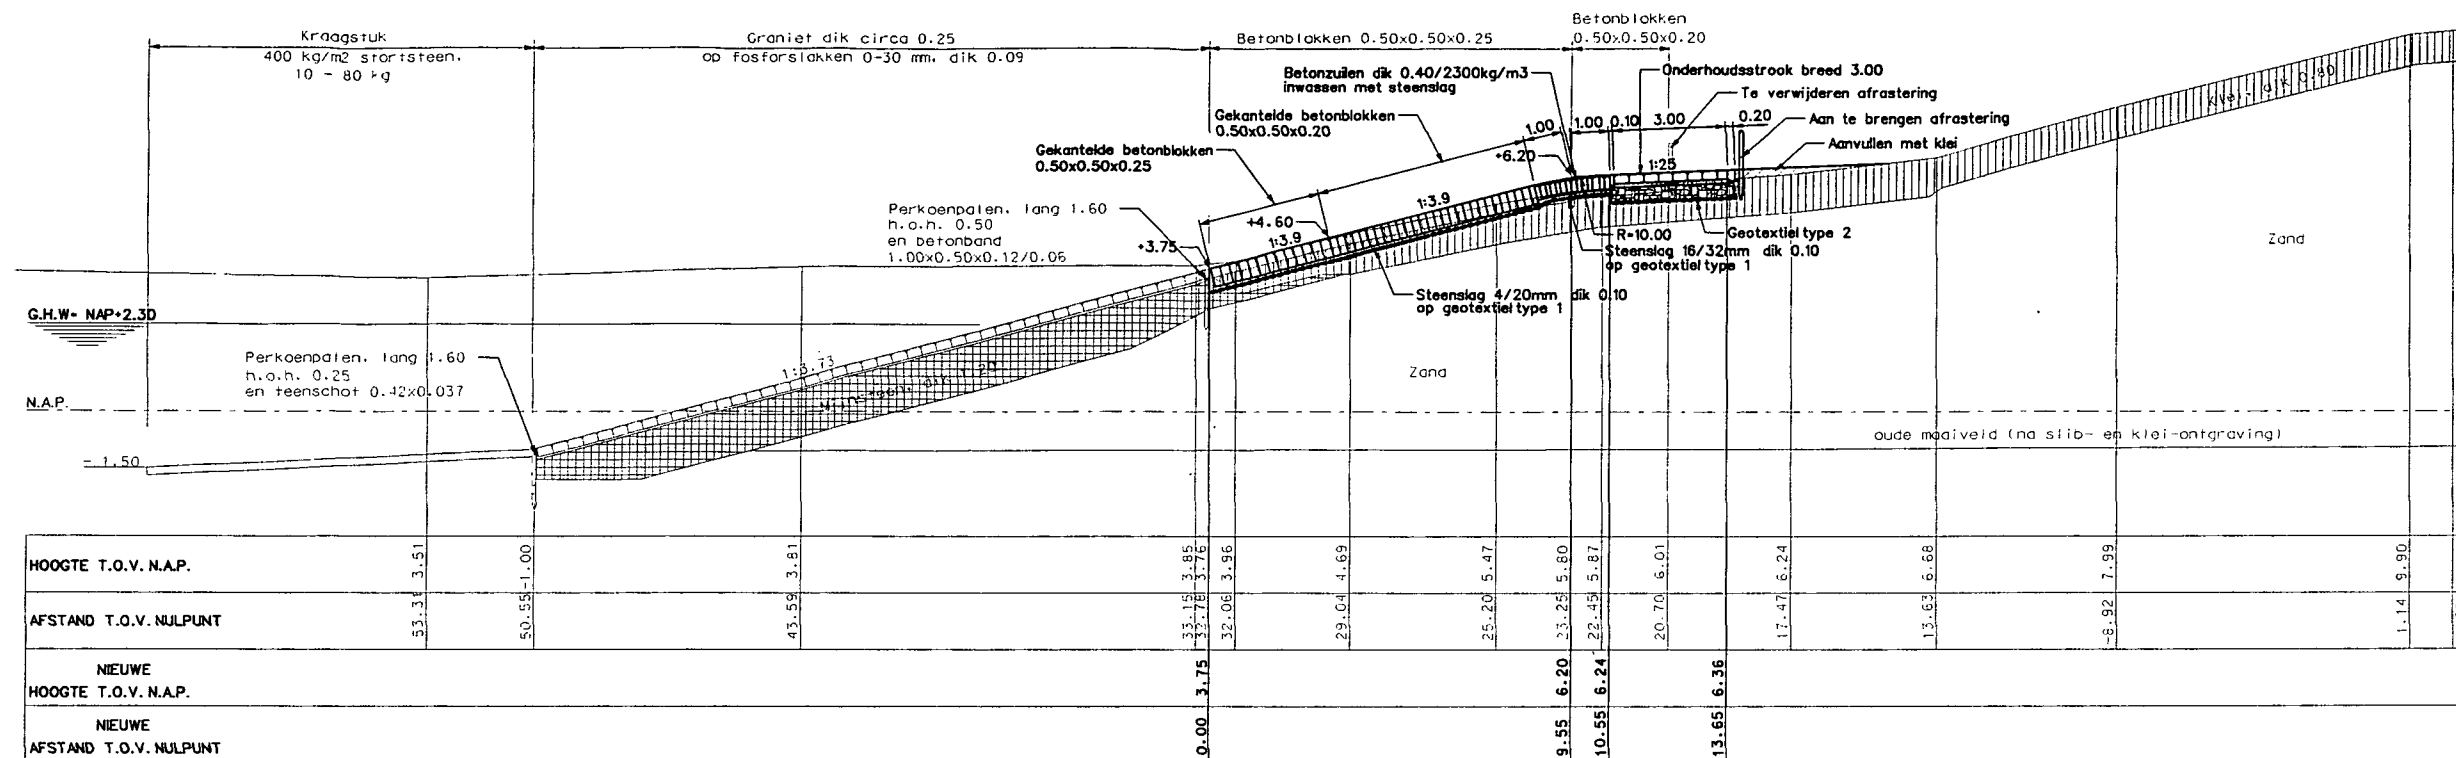 Kraagstuk
400 kg/m2 stortsteen.
10 - 80 kg
Graniet dik circa 0.25
op fosforslakken 0-30 mm. dik 0.09
Betonblokken 0.50x0.50x0.25
Betonblokken
0.50x0.50x0.20
Betonzuilen dik 0.40/2300kg/m3
inwassen met steenslag
Onderhoudsstrook breed 3.00
Te verwijderen afrastering
Gekantelde betonblokken
0.50x0.50x0.20
1.00
1.00
0.10
3.00
0.20
Aan te brengen afrastering
Aanvullen met klei
Klei, dik 0.80
Gekantelde betonblokken
0.50x0.50x0.25
+6.20
1:25
1:3.9
Perkoenpalen. lang 1.60
h.o.h. 0.50
en betonband
1.00x0.50x0.12/0.06
+4.60
+3.75
1:3.9
R=10.00
Geotextiel type 2
Steenslag 16/32mm dik 0.10
op geotextiel type 1
Zand
Steenslag 4/20mm dik 0.10
op geotextiel type 1
G.H.W= NAP+2.30
Perkoenpalen. lang 1.60
h.o.h. 0.25
en teenschot 0.42x0.037
1:3.73
Mijnsteen, dik 1.20
Zand
N.A.P.
oude maaiveld (na slib- en klei-ontgraving)
- 1.50
HOOGTE T.O.V. N.A.P.
3.51
-1.00
3.81
3.85
3.76
3.96
4.69
5.47
5.80
5.87
6.01
6.24
6.68
7.99
9.90
AFSTAND T.O.V. NULPUNT
53.31
50.55
43.59
33.15
32.78
32.06
29.04
25.20
23.25
22.45
20.70
17.47
13.63
-8.92
1.14
NIEUWE
HOOGTE T.O.V. N.A.P.
3.75
6.20
6.24
6.36
NIEUWE
AFSTAND T.O.V. NULPUNT
0.00
9.55
10.55
13.65